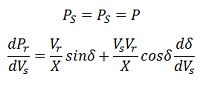 P_S = P_S = P
dP_r/dV_s = V_r/X sinδ + V_sV_r/X cosδ dδ/dV_s